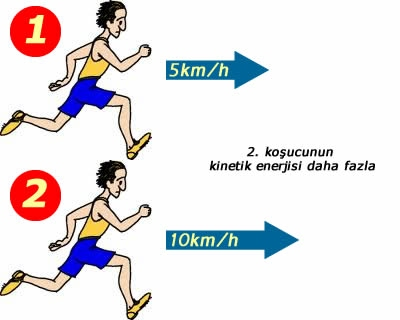 1
5km/h
2. koşucunun
kinetik enerjisi daha fazla
2
10km/h